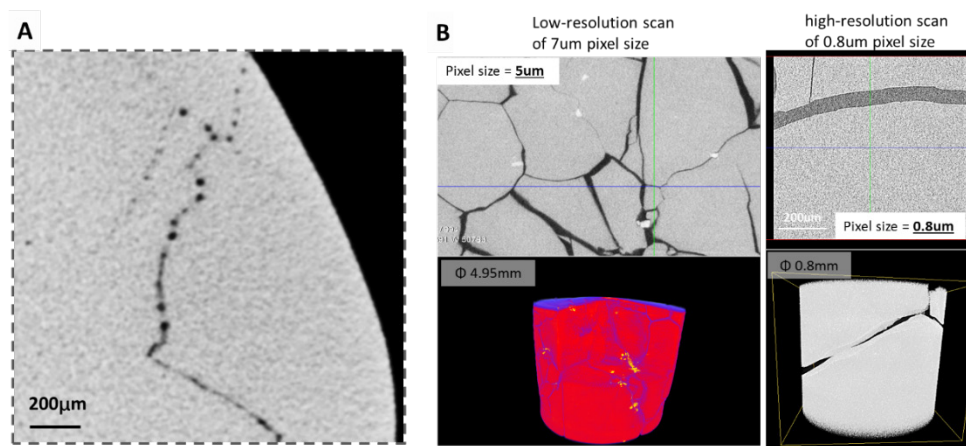 A
200μm
B
Low-resolution scan
of 7um pixel size
Pixel size = 5um
Φ 4.95mm
high-resolution scan
of 0.8um pixel size
200um
Pixel size = 0.8um
Φ 0.8mm